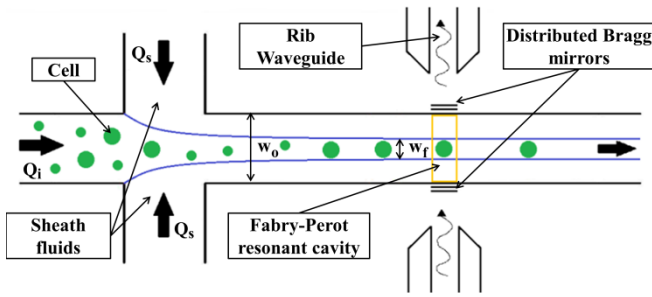 Rib
Waveguide
Distributed Bragg
mirrors
Cell
Qs
wo
wf
Qi
Sheath
fluids
Qs
Fabry-Perot
resonant cavity